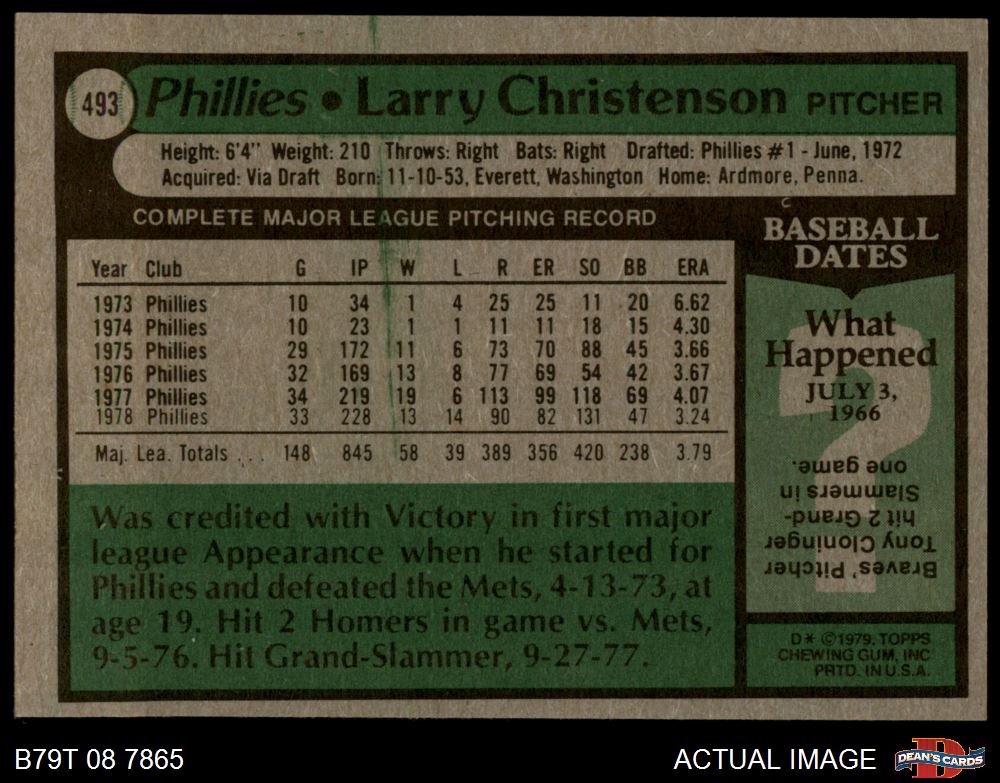 493
Phillies • Larry Christenson PITCHER
Height: 6'4" Weight: 210 Throws: Right Bats: Right Drafted: Phillies #1 - June, 1972
Acquired: Via Draft Born: 11-10-53, Everett, Washington Home: Ardmore, Penna.
COMPLETE MAJOR LEAGUE PITCHING RECORD
Year Club G IP W L R ER SO BB ERA
1973 Phillies 10 34 1 4 25 25 11 20 6.62
1974 Phillies 10 23 1 1 11 11 18 15 4.30
1975 Phillies 29 172 11 6 73 70 88 45 3.66
1976 Phillies 32 169 13 8 77 69 54 42 3.67
1977 Phillies 34 219 19 6 113 99 118 69 4.07
1978 Phillies 33 228 13 14 90 82 131 47 3.24
Maj. Lea. Totals . . . 148 845 58 39 389 356 420 238 3.79
Was credited with Victory in first major
league Appearance when he started for
Phillies and defeated the Mets, 4-13-73, at
age 19. Hit 2 Homers in game vs. Mets,
9-5-76. Hit Grand-Slammer, 9-27-77.
BASEBALL
DATES
What
Happened
JULY 3,
1966
Braves' Pitcher
Tony Cloninger
hit 2 Grand-
Slammers in
one game.
D* ©1979, TOPPS
CHEWING GUM, INC
PRTD. IN U.S.A.
B79T 08 7865
ACTUAL IMAGE
DEAN'S CARDS